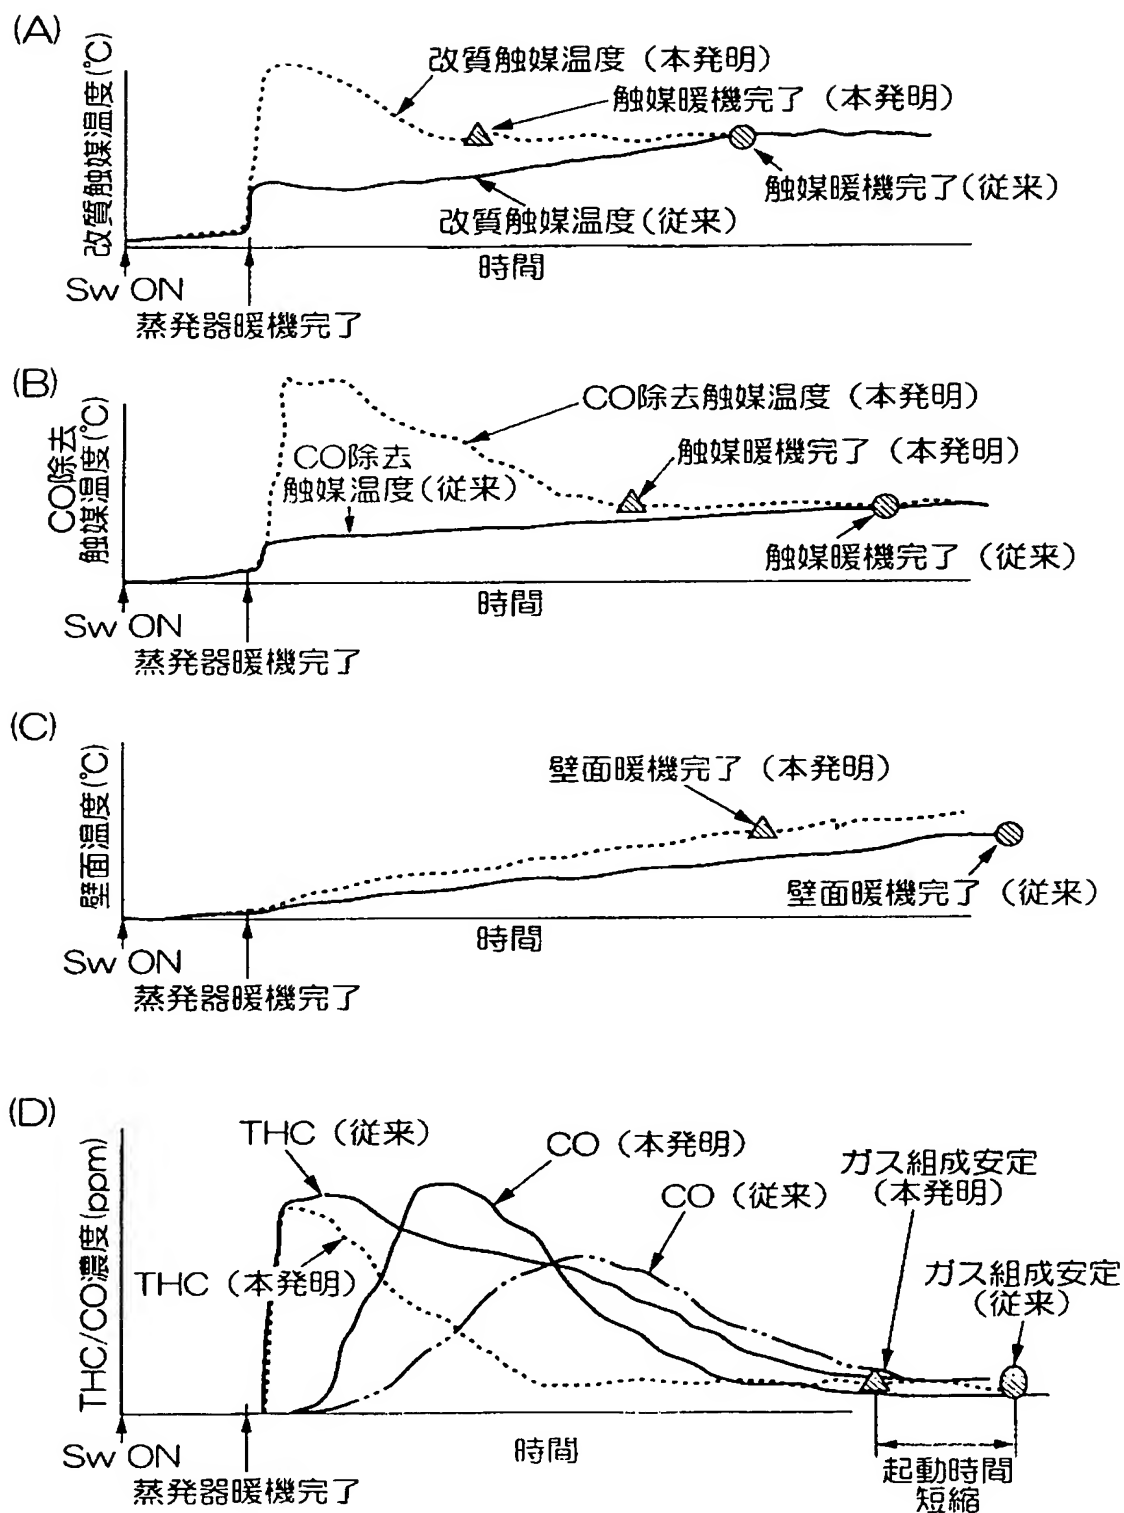 (A)
改質触媒温度(℃)
改質触媒温度（本発明）
触媒暖機完了（本発明）
触媒暖機完了(従来)
改質触媒温度(従来)
時間
Sw ON
蒸発器暖機完了
(B)
CO除去
触媒温度(℃)
CO除去触媒温度（本発明）
触媒暖機完了（本発明）
CO除去
触媒温度(従来)
触媒暖機完了（従来）
時間
Sw ON
蒸発器暖機完了
(C)
壁面温度(℃)
壁面暖機完了（本発明）
壁面暖機完了（従来）
時間
Sw ON
蒸発器暖機完了
(D)
THC/CO濃度(ppm)
THC（従来）
CO（本発明）
CO（従来）
ガス組成安定
（本発明）
THC（本発明）
ガス組成安定
（従来）
時間
Sw ON
蒸発器暖機完了
起動時間
短縮